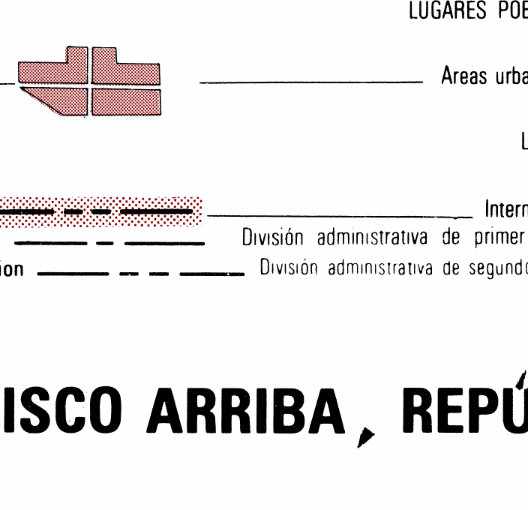 LUGARES POB
Areas urba
L
Intern
División administrativa de primer
ion División administrativa de segundo
ISCO ARRIBA, REPÚ